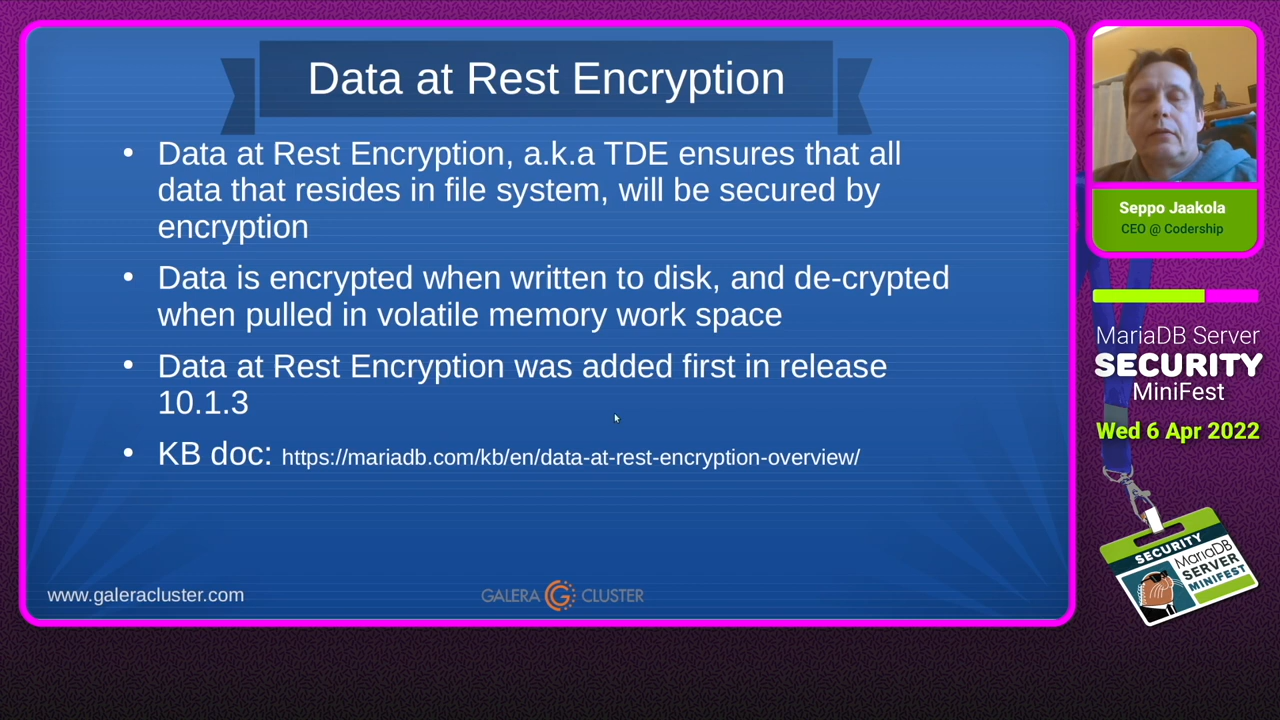 Data at Rest Encryption
• Data at Rest Encryption, a.k.a TDE ensures that all
data that resides in file system, will be secured by
encryption
• Data is encrypted when written to disk, and de-crypted
when pulled in volatile memory work space
• Data at Rest Encryption was added first in release
10.1.3
• KB doc: https://mariadb.com/kb/en/data-at-rest-encryption-overview/
www.galeracluster.com
GALERA CLUSTER
Seppo Jaakola
CEO @ Codership
MariaDB Server
SECURITY
MiniFest
Wed 6 Apr 2022
SECURITY
MariaDB
SERVER
MINIFEST